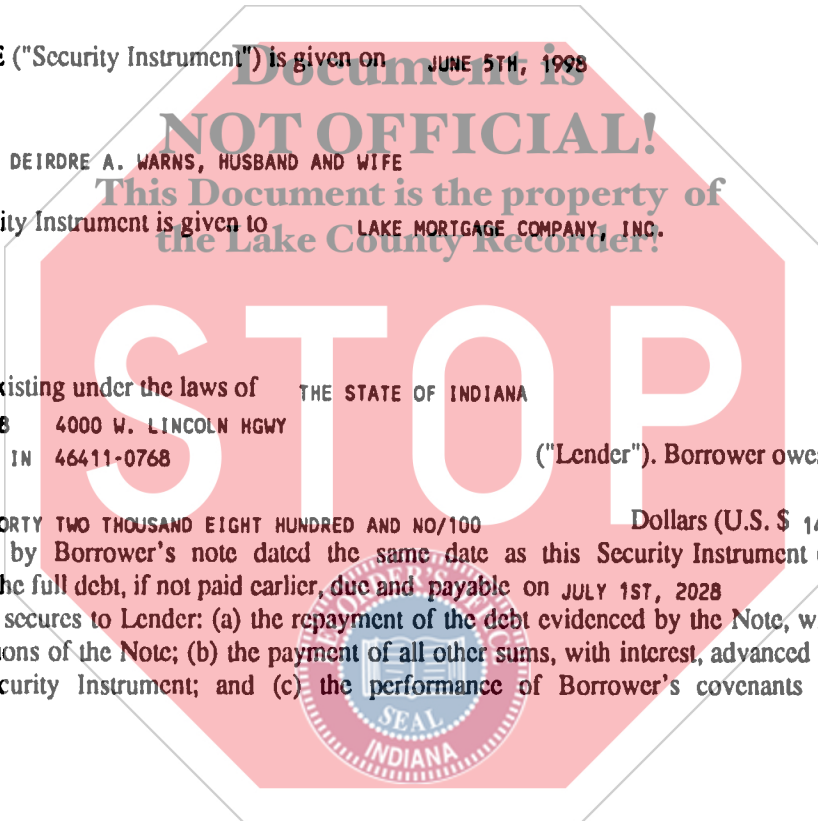 E ("Security Instrument") is given on JUNE 5TH, 1998
Document is
NOT OFFICIAL!
DEIRDRE A. WARNS, HUSBAND AND WIFE
This Document is the property of
ity Instrument is given to LAKE MORTGAGE COMPANY, INC.
the Lake County Recorder!
STOP
xisting under the laws of THE STATE OF INDIANA
8 4000 W. LINCOLN HGWY
IN 46411-0768 ("Lender"). Borrower owe
ORTY TWO THOUSAND EIGHT HUNDRED AND NO/100 Dollars (U.S. $ 14
by Borrower's note dated the same date as this Security Instrument (
he full debt, if not paid earlier, due and payable on JULY 1ST, 2028
secures to Lender: (a) the repayment of the debt evidenced by the Note, w
ons of the Note; (b) the payment of all other sums, with interest, advanced
curity Instrument; and (c) the performance of Borrower's covenants
RECORDER'S OFFICE
SEAL
INDIANA